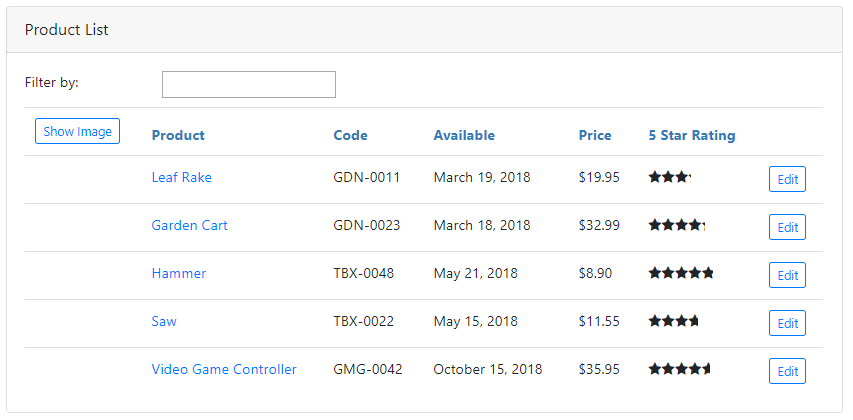 Product List
Filter by:
Show Image Product Code Available Price 5 Star Rating
Leaf Rake GDN-0011 March 19, 2018 $19.95 Edit
Garden Cart GDN-0023 March 18, 2018 $32.99 Edit
Hammer TBX-0048 May 21, 2018 $8.90 Edit
Saw TBX-0022 May 15, 2018 $11.55 Edit
Video Game Controller GMG-0042 October 15, 2018 $35.95 Edit